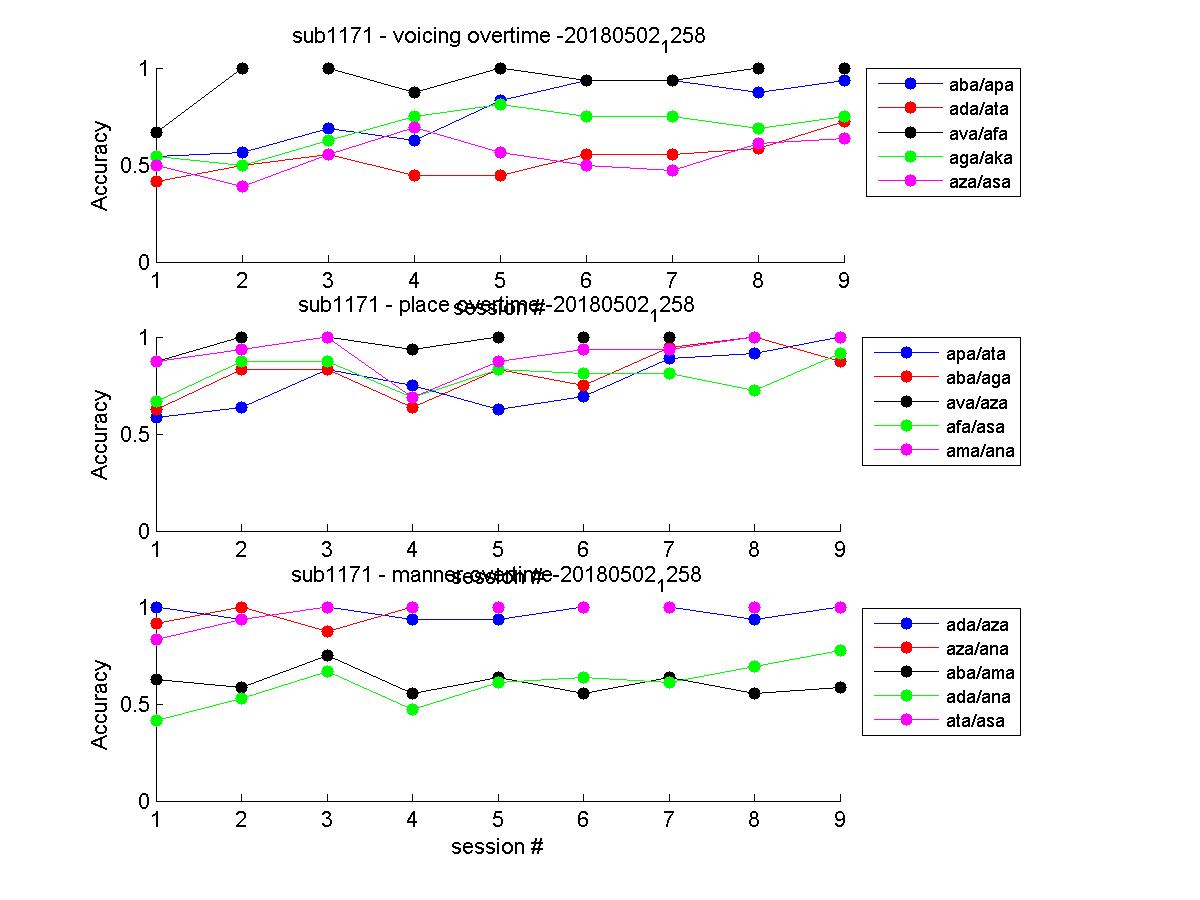 sub1171 - voicing overtime -20180502₁258
1
0.5
0
Accuracy
1 2 3 4 5 6 7 8 9
session #
aba/apa
ada/ata
ava/afa
aga/aka
aza/asa
sub1171 - place overtime -20180502₁258
1
0.5
0
Accuracy
1 2 3 4 5 6 7 8 9
session #
apa/ata
aba/aga
ava/aza
afa/asa
ama/ana
sub1171 - manner overtime -20180502₁258
1
0.5
0
Accuracy
1 2 3 4 5 6 7 8 9
session #
ada/aza
aza/ana
aba/ama
ada/ana
ata/asa